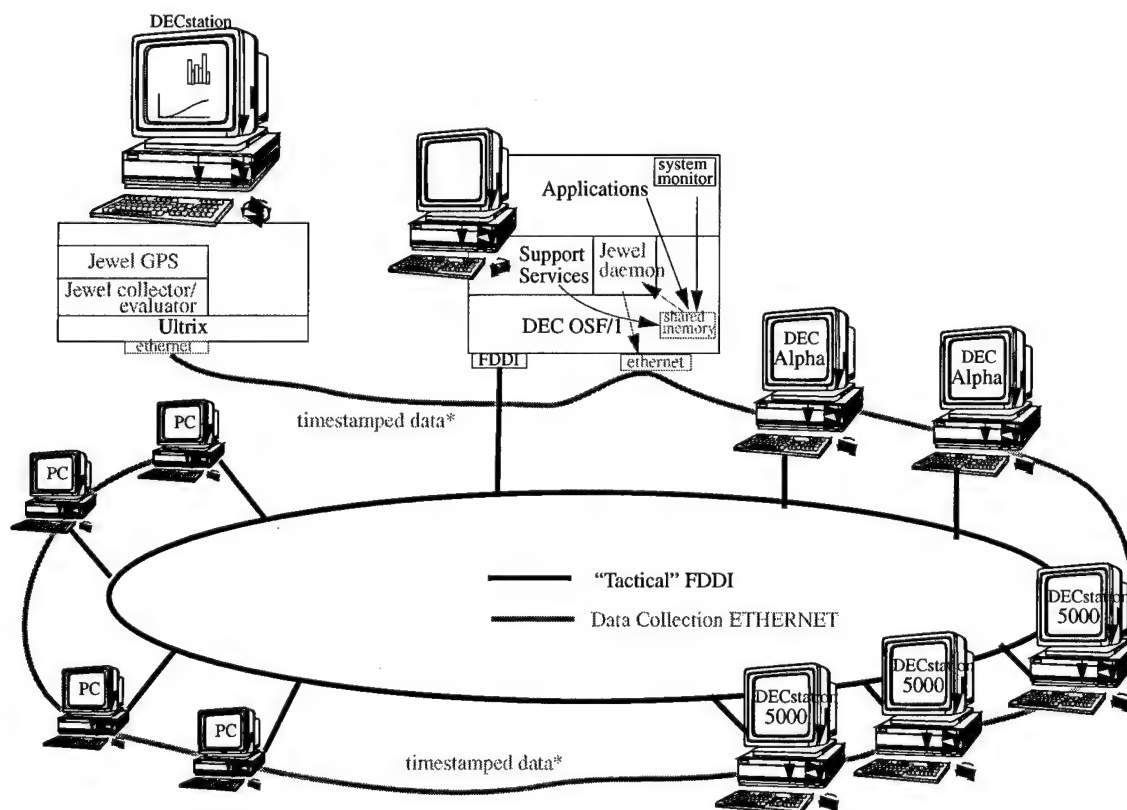 DECstation
system
monitor
Applications
Support
Services
Jewel
daemon
Jewel GPS
Jewel collector/
evaluator
Ultrix
ethernet
DEC OSF/1
shared
memory
FDDI
ethernet
DEC
Alpha
DEC
Alpha
timestamped data*
PC
PC
"Tactical" FDDI
Data Collection ETHERNET
DECstation
5000
DECstation
5000
DECstation
5000
PC
PC
timestamped data*